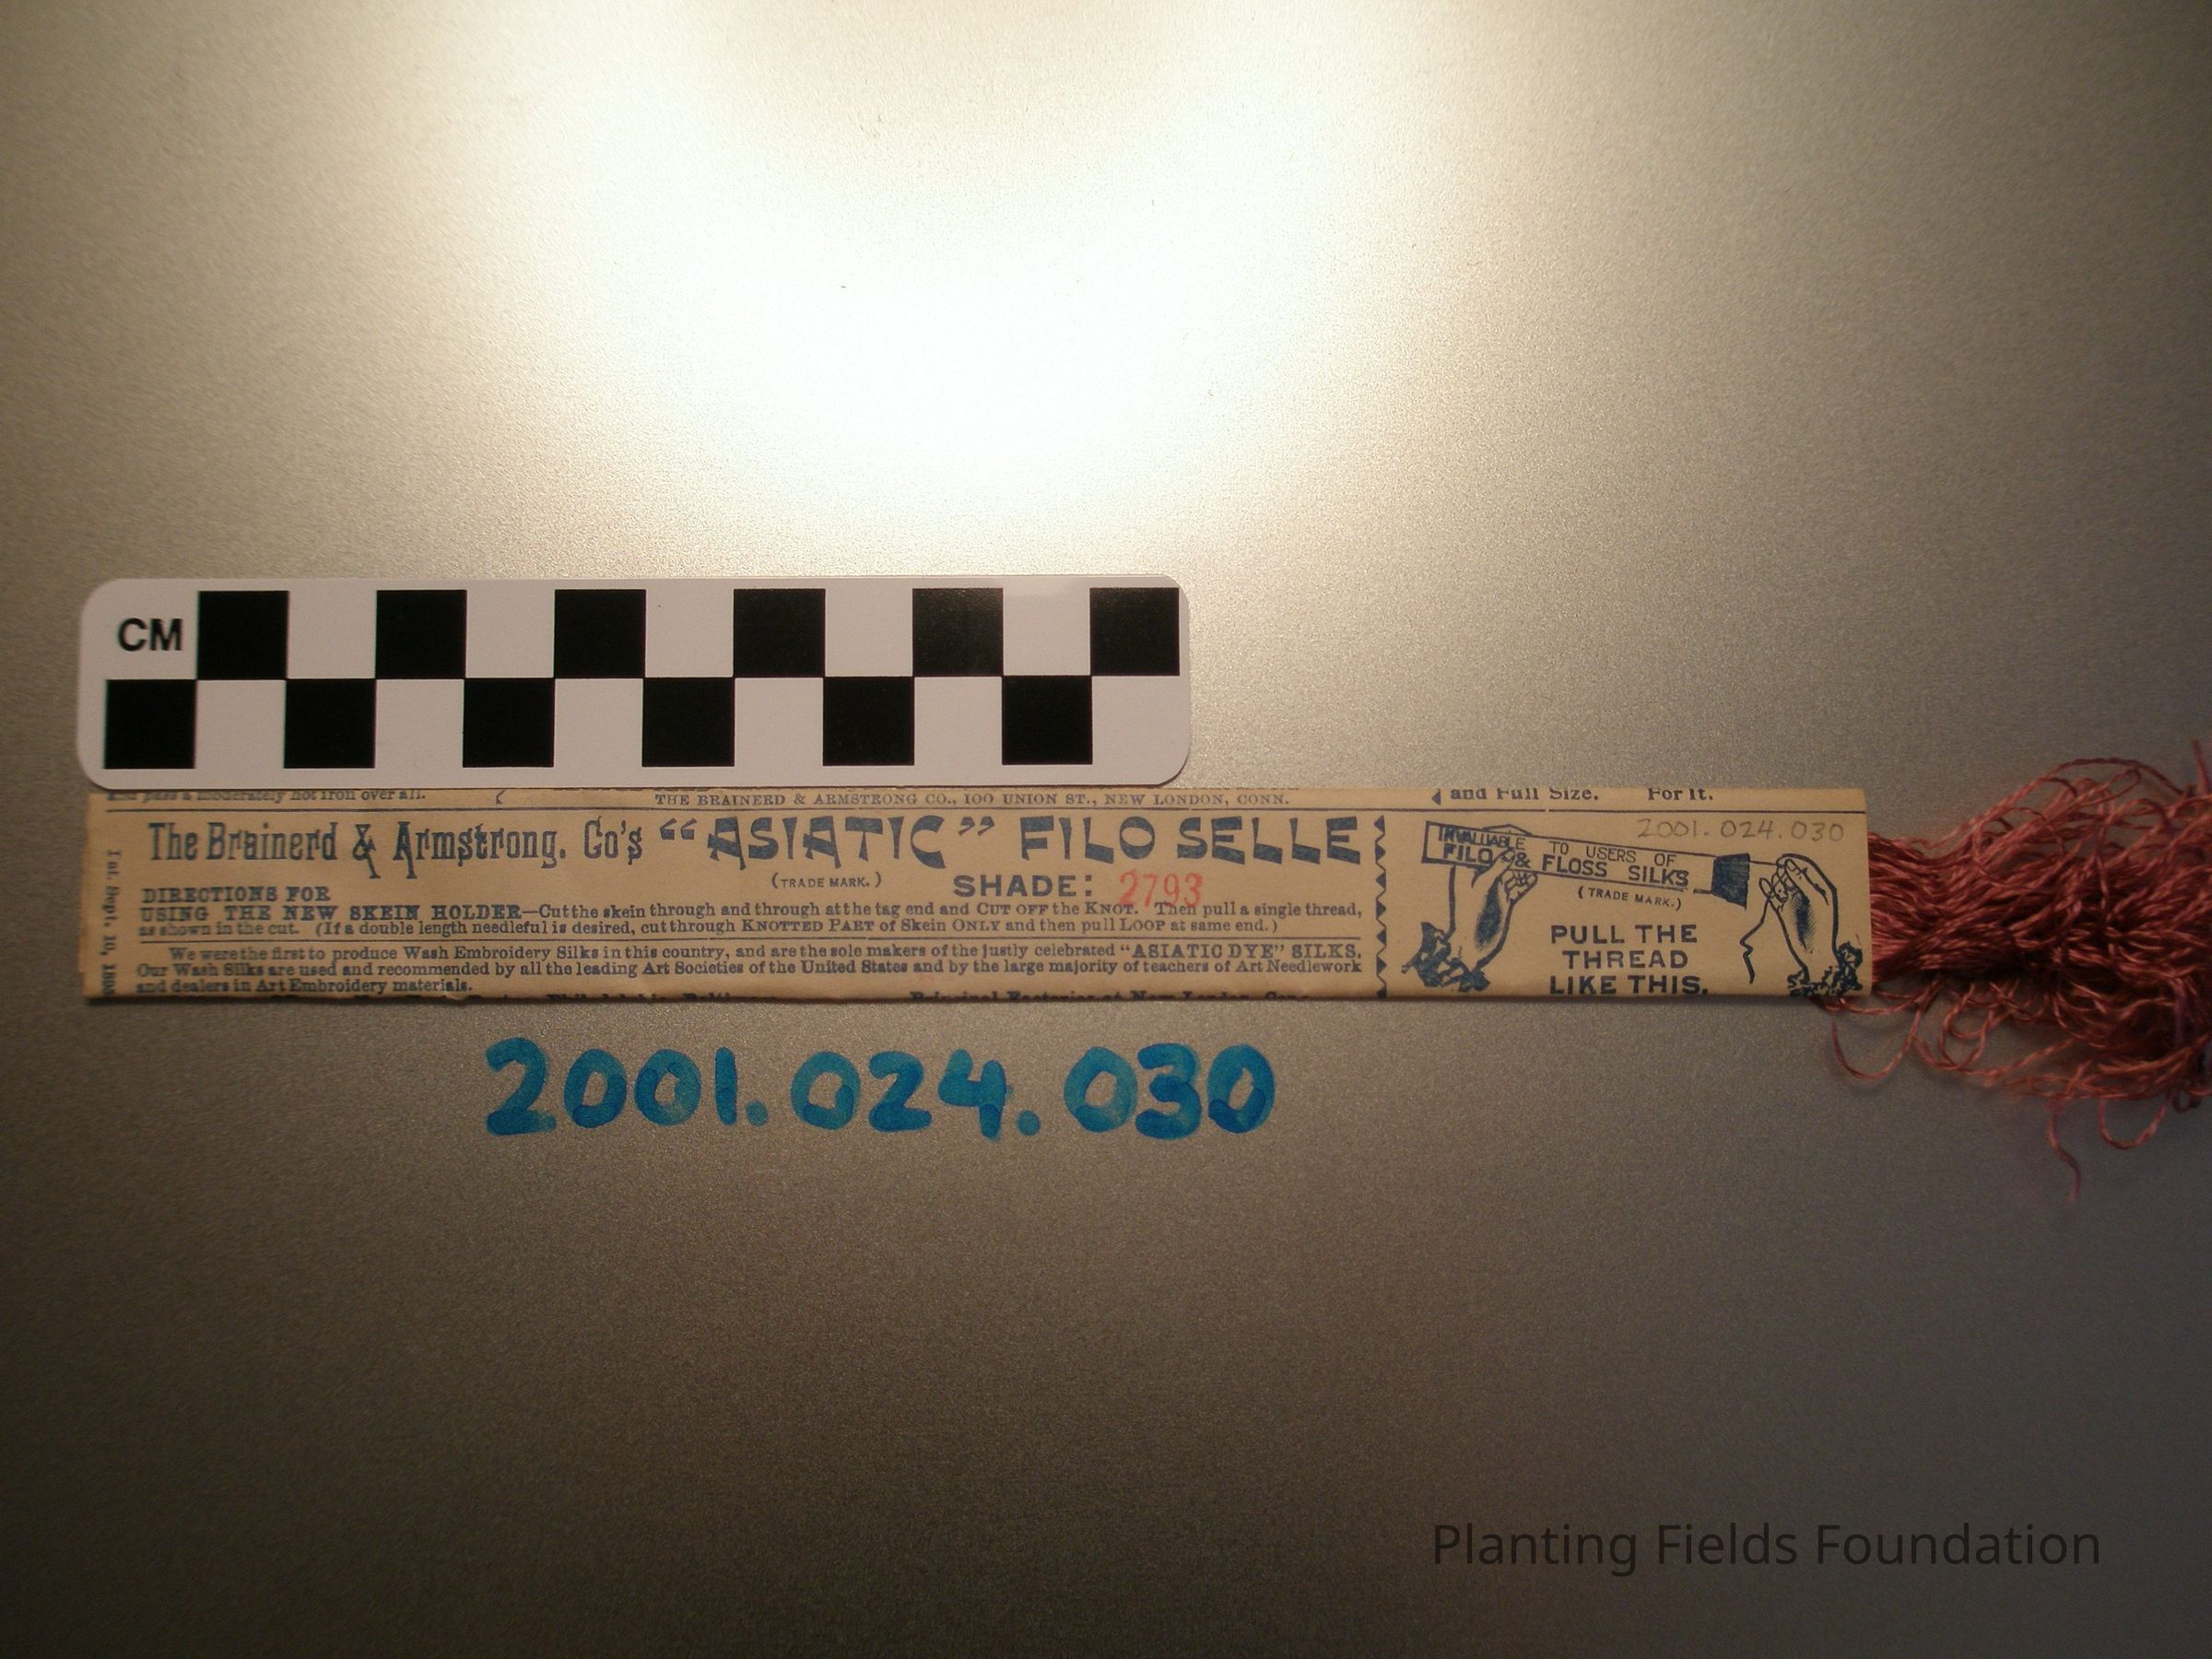 CM
and pass a moderately hot iron over all.
THE BRAINERD & ARMSTRONG CO., 100 UNION ST., NEW LONDON, CONN.
and Full Size. For It.
The Brainerd & Armstrong. Co's "ASIATIC" FILO SELLE
(TRADE MARK.) SHADE: 2793
DIRECTIONS FOR
USING THE NEW SKEIN HOLDER—Cut the skein through and through at the tag end and CUT OFF the KNOT. Then pull a single thread,
as shown in the cut. (If a double length needleful is desired, cut through KNOTTED PART of Skein ONLY and then pull LOOP at same end.)
We were the first to produce Wash Embroidery Silks in this country, and are the sole makers of the justly celebrated "ASIATIC DYE" SILKS.
Our Wash Silks are used and recommended by all the leading Art Societies of the United States and by the large majority of teachers of Art Needlework
and dealers in Art Embroidery materials.
Sept. 10,
2001.024.030
INVALUABLE TO USERS OF
FILO & FLOSS SILKS
(TRADE MARK.)
PULL THE
THREAD
LIKE THIS.
2001.024.030
Planting Fields Foundation